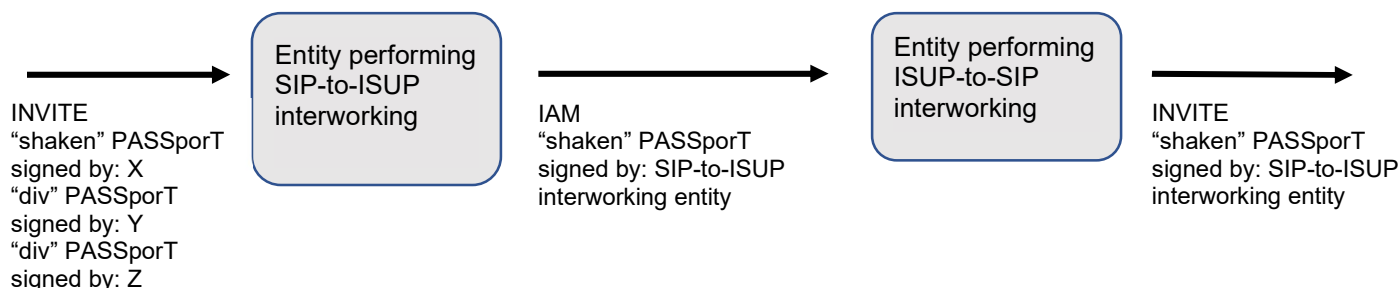 Entity performing
SIP-to-ISUP
interworking
Entity performing
ISUP-to-SIP
interworking
INVITE
“shaken” PASSporT
signed by: X
“div” PASSporT
signed by: Y
“div” PASSporT
signed by: Z
IAM
“shaken” PASSporT
signed by: SIP-to-ISUP
interworking entity
INVITE
“shaken” PASSporT
signed by: SIP-to-ISUP
interworking entity